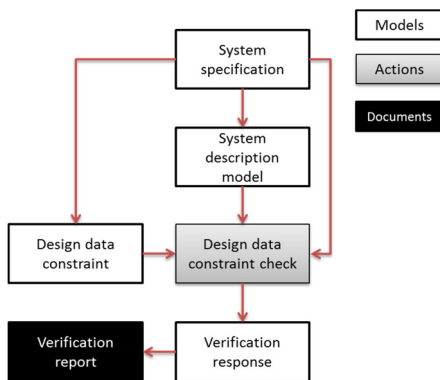 System
specification
Models
Actions
Documents
System
description
model
Design data
constraint
Design data
constraint check
Verification
report
Verification
response